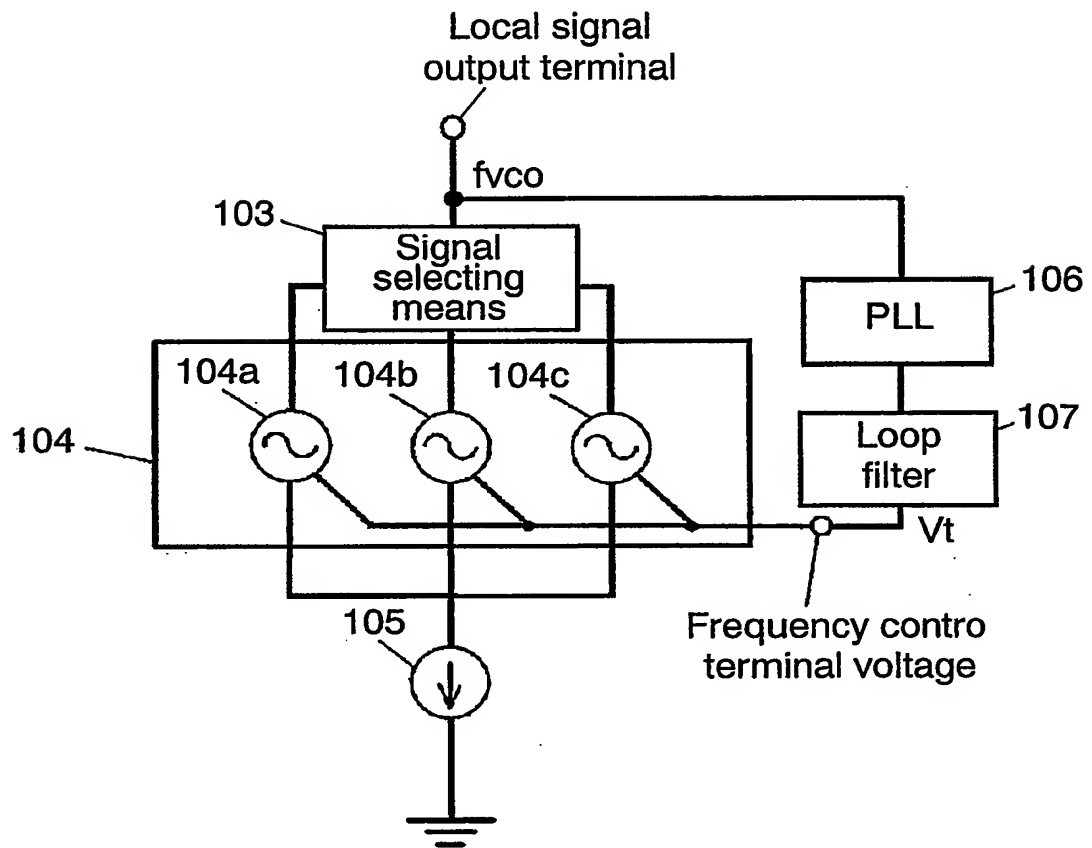 Local signal
output terminal
fvco
103
Signal
selecting
means
106
PLL
104a
104b
104c
104
107
Loop
filter
Vt
105
Frequency contro
terminal voltage